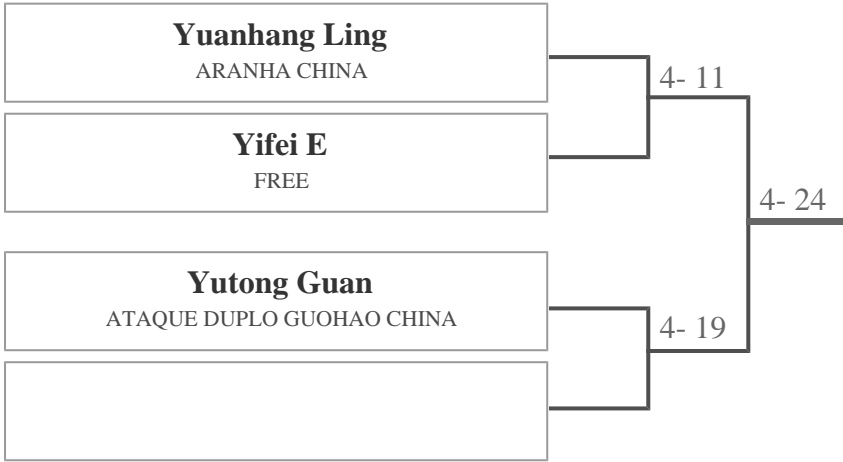 Yuanhang Ling
ARANHA CHINA
4- 11
Yifei E
FREE
4- 24
Yutong Guan
ATAQUE DUPLO GUOHAO CHINA
4- 19